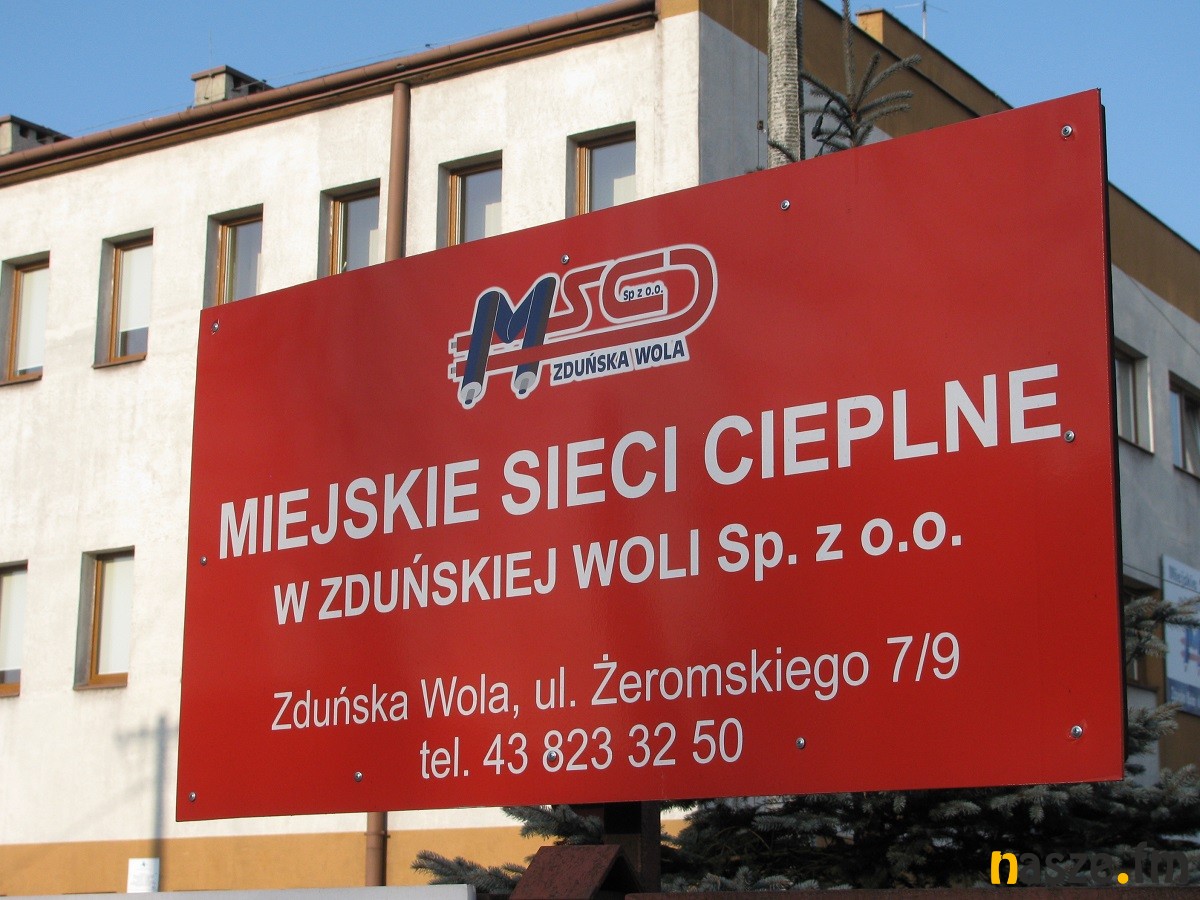 MSC
Sp z o.o.
ZDUŃSKA WOLA
MIEJSKIE SIECI CIEPLNE
W ZDUŃSKIEJ WOLI Sp. z o.o.
Zduńska Wola, ul. Żeromskiego 7/9
tel. 43 823 32 50
nasze.fm